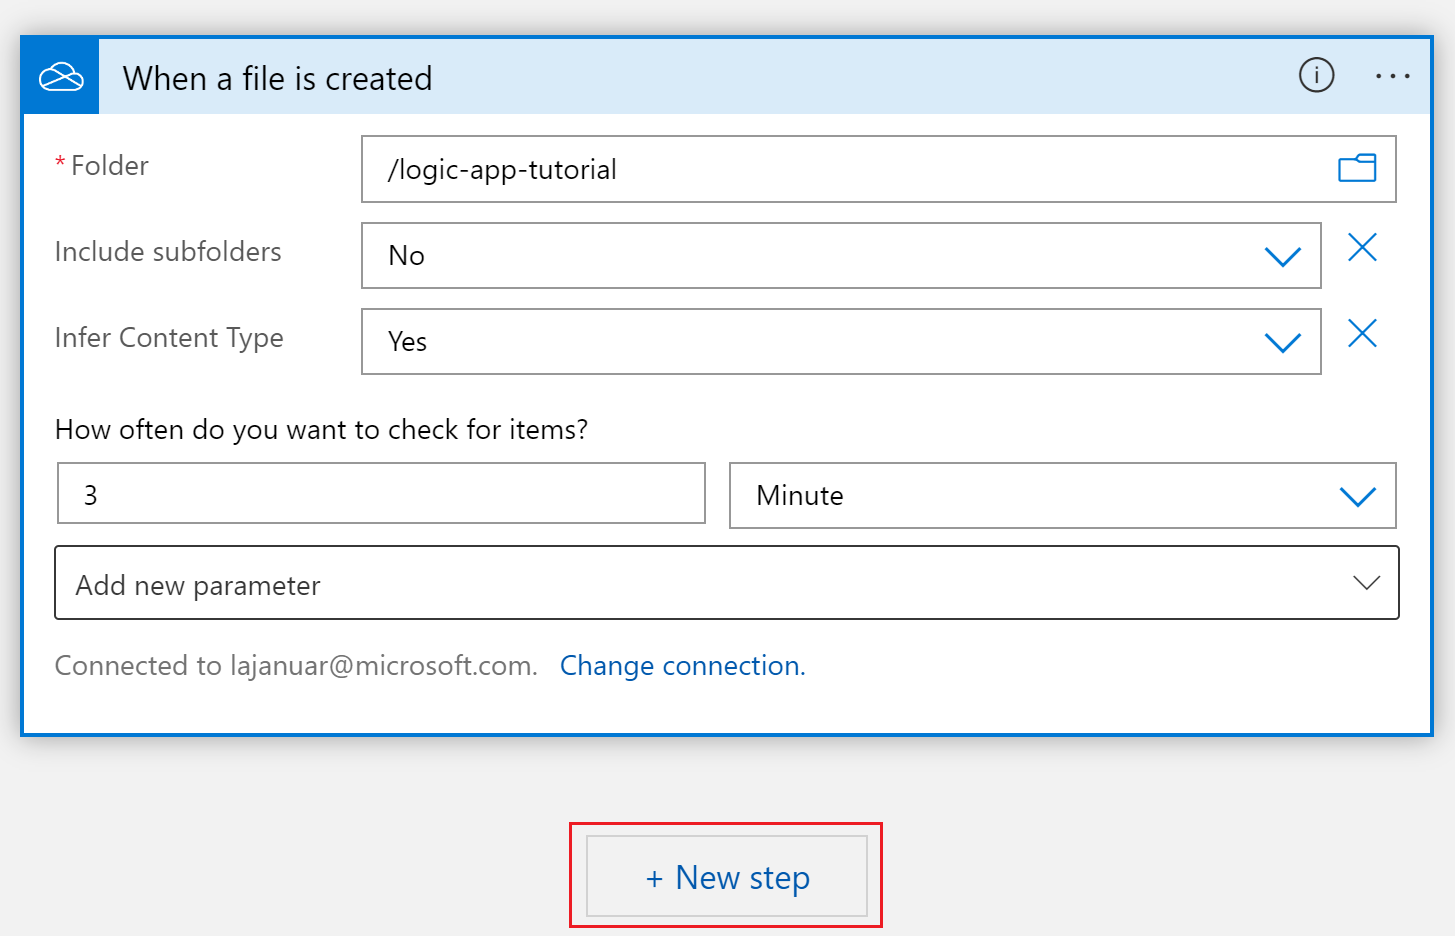 When a file is created
* Folder
/logic-app-tutorial
Include subfolders
No
Infer Content Type
Yes
How often do you want to check for items?
3
Minute
Add new parameter
Connected to lajanuar@microsoft.com. Change connection.
+ New step